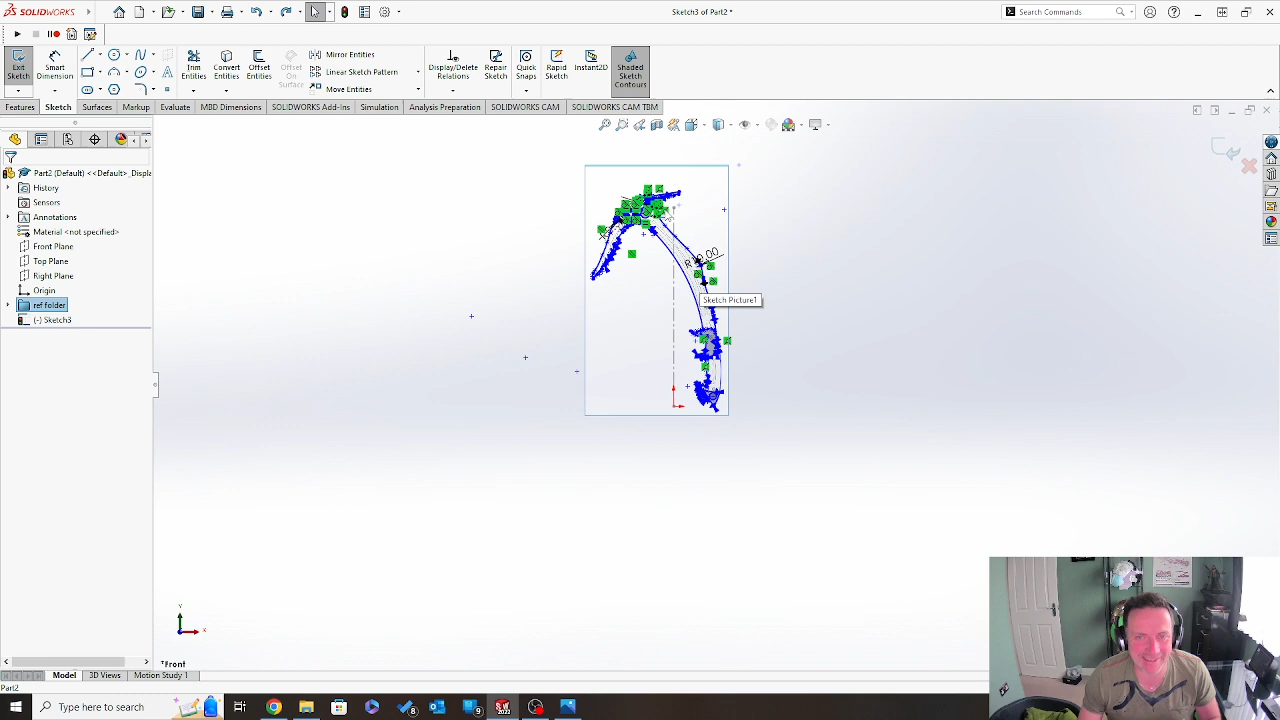 SOLIDWORKS
Sketch3 of Part2 *
Search Commands
Exit Sketch
Smart Dimension
Trim Entities
Convert Entities
Offset Entities
Offset On Surface
Mirror Entities
Linear Sketch Pattern
Move Entities
Display/Delete Relations
Repair Sketch
Quick Snaps
Rapid Sketch
Instant2D
Shaded Sketch Contours
Features
Sketch
Surfaces
Markup
Evaluate
MBD Dimensions
SOLIDWORKS Add-Ins
Simulation
Analysis Preparation
SOLIDWORKS CAM
SOLIDWORKS CAM TBM
Part2 (Default) <<Default>_Displa
History
Sensors
Annotations
Material <not specified>
Front Plane
Top Plane
Right Plane
Origin
ref folder
(-) Sketch3
Sketch Picture1
Y
X
*Front
Model
3D Views
Motion Study 1
Part2
Type here to search